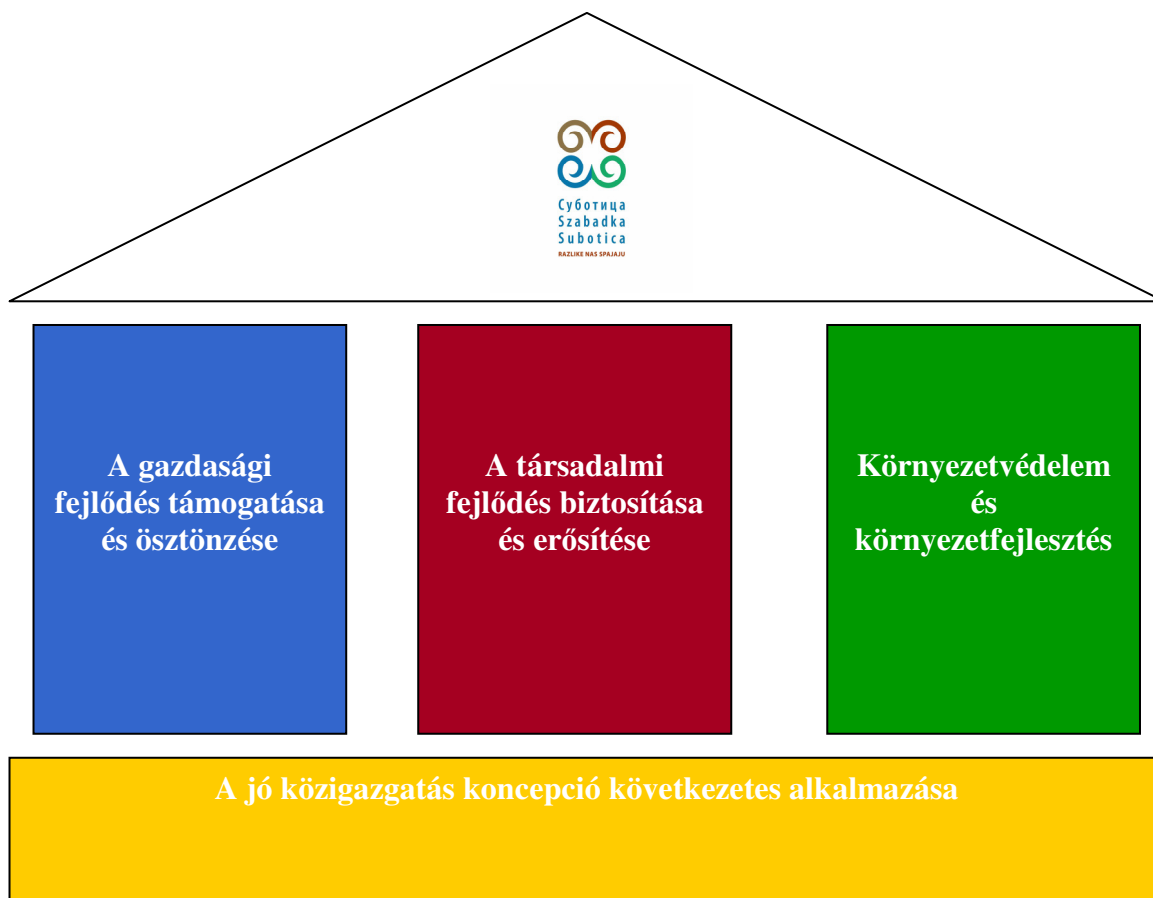 Суботица
Szabadka
Subotica
RAZLIKE NAS SPAJAJU
A gazdasági
fejlődés támogatása
és ösztönzése
A társadalmi
fejlődés biztosítása
és erősítése
Környezetvédelem
és
környezetfejlesztés
A jó közigazgatás koncepció következetes alkalmazása